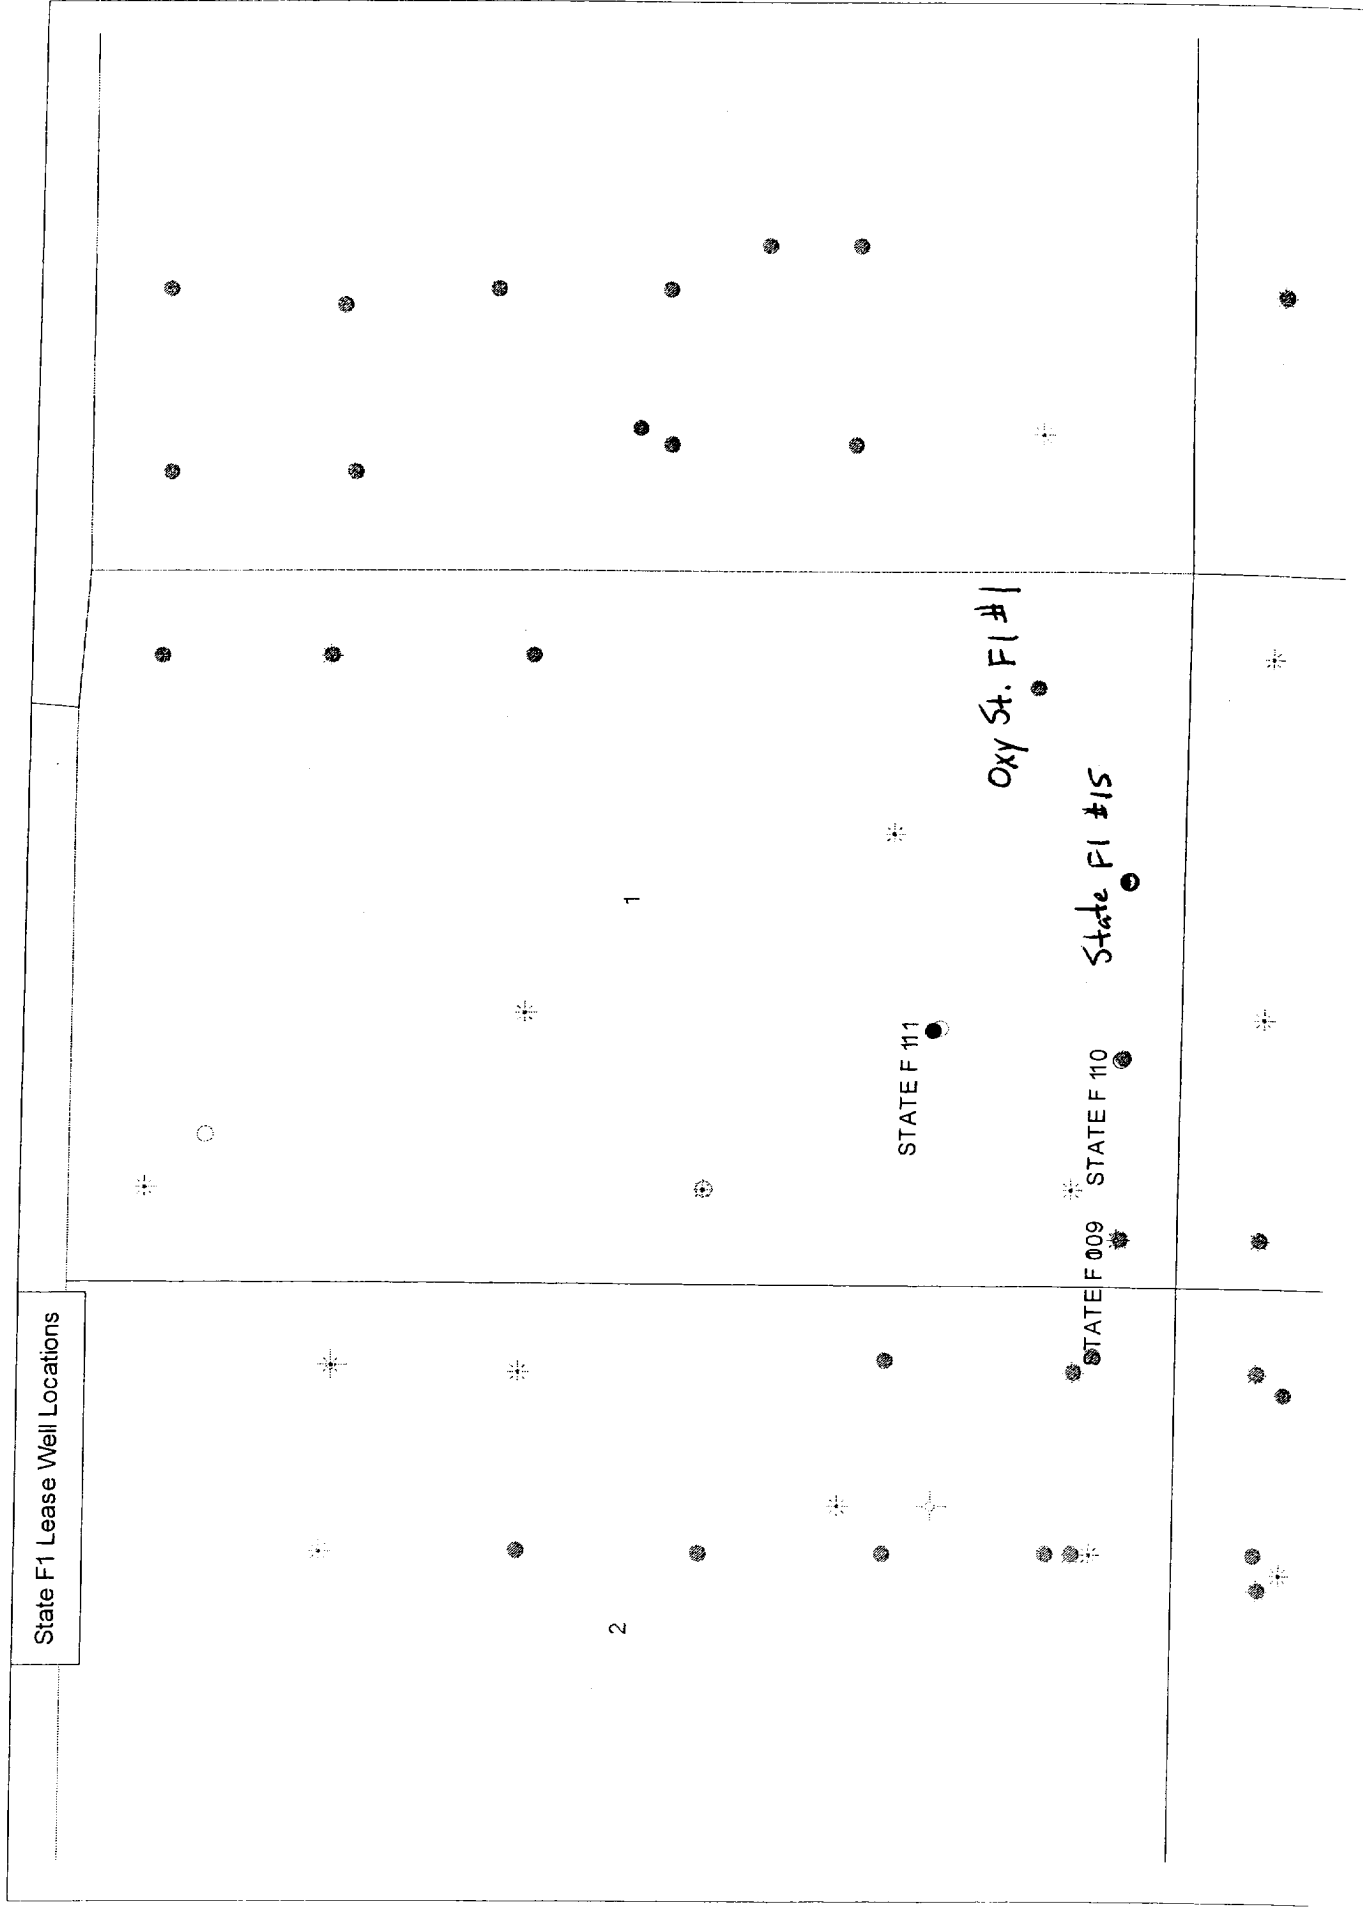 State F1 Lease Well Locations
2
1
STATE F 111
Oxy St. F1 #1
STATE F 009
STATE F 110
State F1 #15